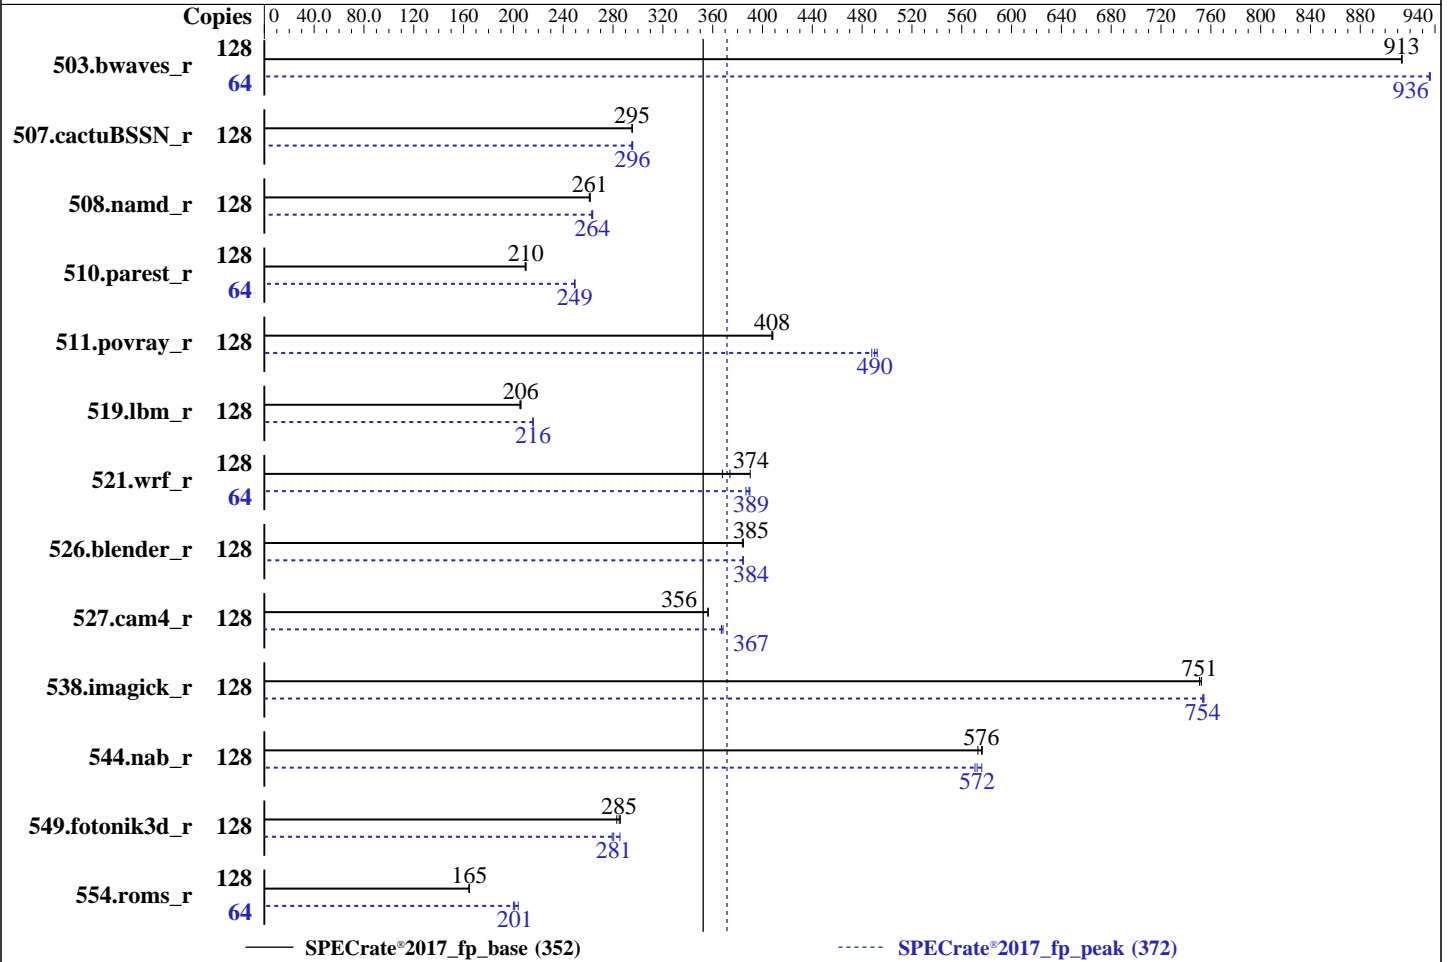 Copies 0 40.0 80.0 120 160 200 240 280 320 360 400 440 480 520 560 600 640 680 720 760 800 840 880 940
503.bwaves_r 128 913
64 936
507.cactuBSSN_r 128 295
296
508.namd_r 128 261
264
510.parest_r 128 210
64 249
511.povray_r 128 408
490
519.lbm_r 128 206
216
521.wrf_r 128 374
64 389
526.blender_r 128 385
384
527.cam4_r 128 356
367
538.imagick_r 128 751
754
544.nab_r 128 576
572
549.fotonik3d_r 128 285
281
554.roms_r 128 165
64 201
SPECrate®2017_fp_base (352) SPECrate®2017_fp_peak (372)